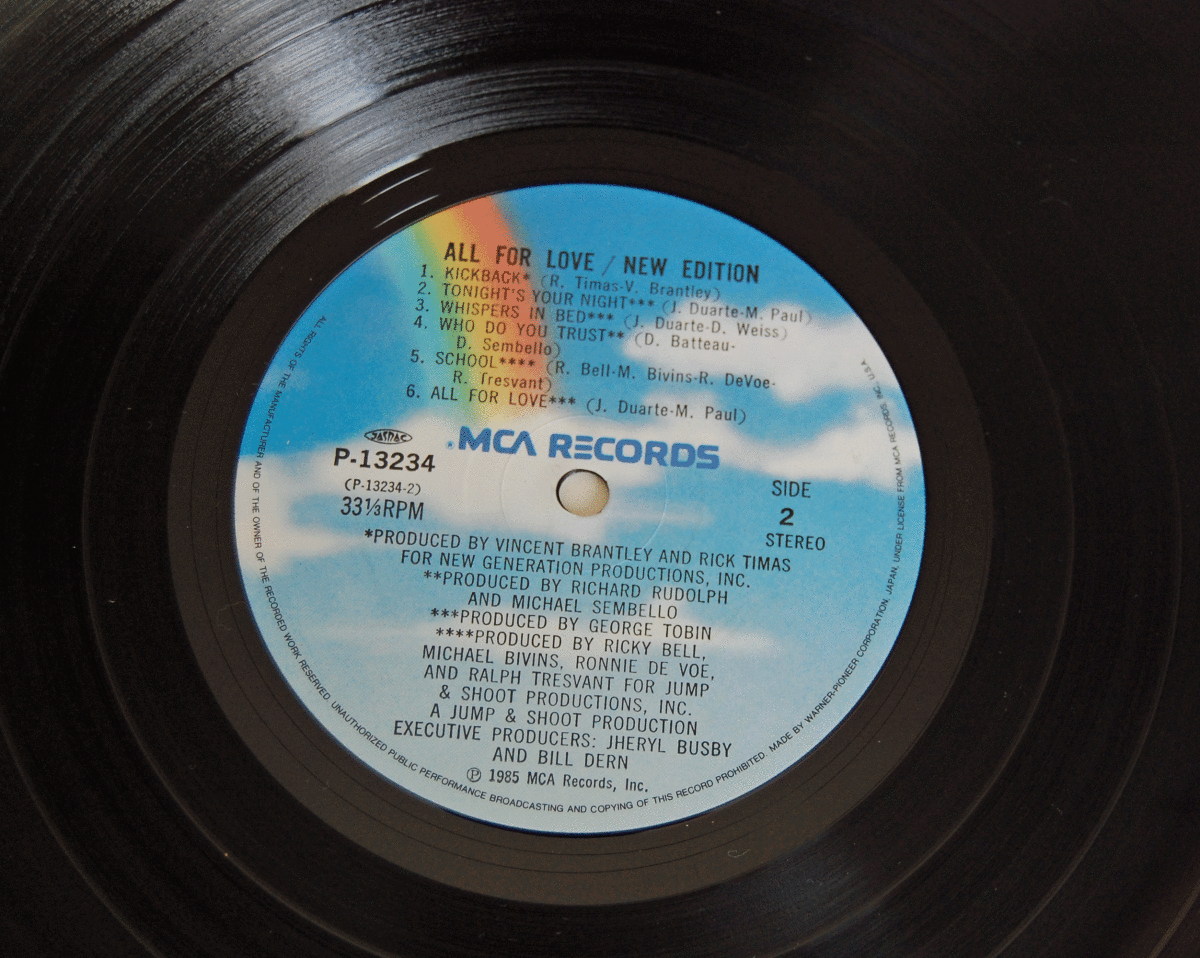 ALL FOR LOVE / NEW EDITION
1. KICKBACK* (R. Timas-V. Brantley)
2. TONIGHT'S YOUR NIGHT*** (J. Duarte-M. Paul)
3. WHISPERS IN BED*** (J. Duarte-D. Weiss)
4. WHO DO YOU TRUST** (D. Batteau-
D. Sembello)
5. SCHOOL**** (R. Bell-M. Bivins-R. DeVoe-
R. Tresvant)
6. ALL FOR LOVE*** (J. Duarte-M. Paul)
JASRAC
MCA RECORDS
P-13234
(P-13234-2)
33⅓RPM
SIDE
2
STEREO
*PRODUCED BY VINCENT BRANTLEY AND RICK TIMAS
FOR NEW GENERATION PRODUCTIONS, INC.
**PRODUCED BY RICHARD RUDOLPH
AND MICHAEL SEMBELLO
***PRODUCED BY GEORGE TOBIN
****PRODUCED BY RICKY BELL,
MICHAEL BIVINS, RONNIE DE VOE,
AND RALPH TRESVANT FOR JUMP
& SHOOT PRODUCTIONS, INC.
A JUMP & SHOOT PRODUCTION
EXECUTIVE PRODUCERS: JHERYL BUSBY
AND BILL DERN
Ⓟ 1985 MCA Records, Inc.
ALL RIGHTS OF THE MANUFACTURER AND OF THE OWNER OF THE RECORDED WORK RESERVED. UNAUTHORIZED PUBLIC PERFORMANCE BROADCASTING AND COPYING OF THIS RECORD PROHIBITED. MADE BY WARNER-PIONEER CORPORATION, JAPAN, UNDER LICENSE FROM MCA RECORDS, INC., U.S.A.